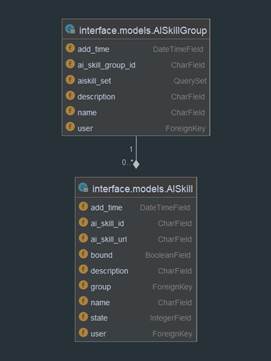 interface.models.AISkillGroup
add_time DateTimeField
ai_skill_group_id CharField
aiskill_set QuerySet
description CharField
name CharField
user ForeignKey
1
0..*
interface.models.AISkill
add_time DateTimeField
ai_skill_id CharField
ai_skill_url CharField
bound BooleanField
description CharField
group ForeignKey
name CharField
state IntegerField
user ForeignKey